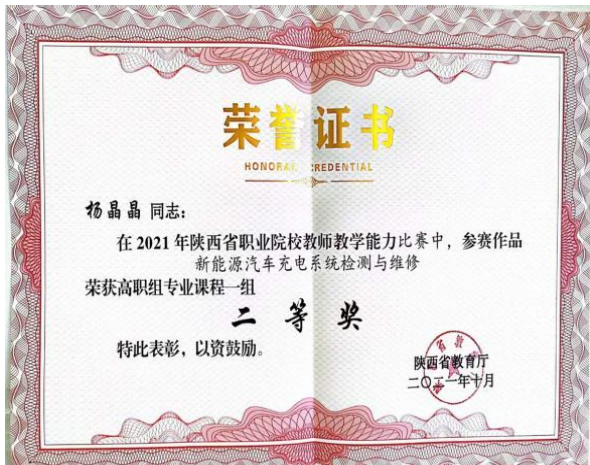 荣誉证书
HONORARY CREDENTIAL
杨晶晶 同志：
在 2021 年陕西省职业院校教师教学能力比赛中，参赛作品
新能源汽车充电系统检测与维修
荣获高职组专业课程一组
二等奖
特此表彰，以资鼓励。
陕西省教育厅
二〇二一年十月